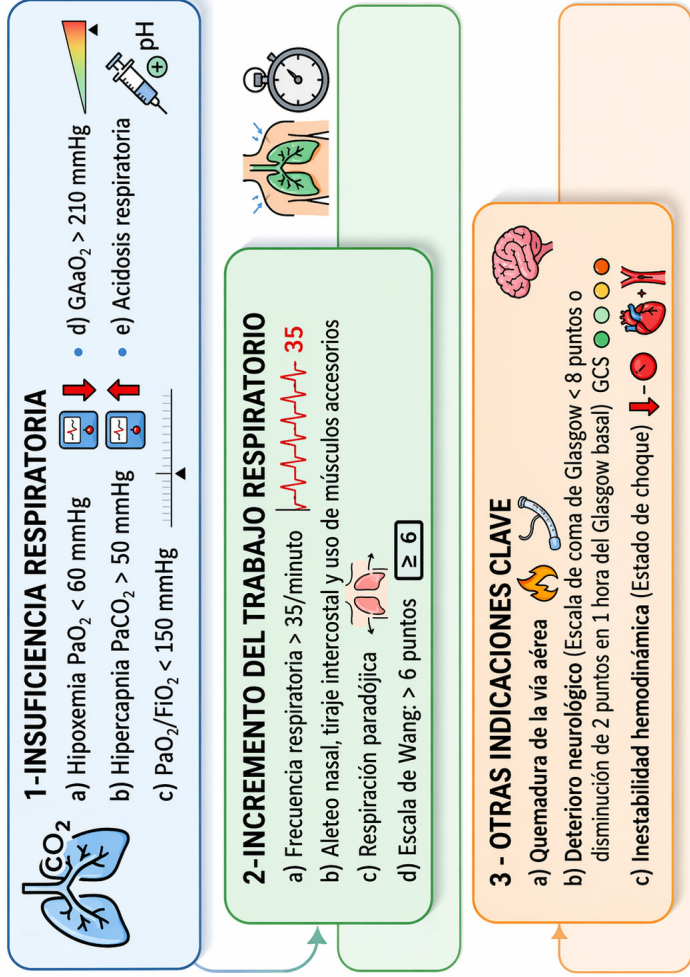 CO2
1-INSUFICIENCIA RESPIRATORIA
a) Hipoxemia PaO₂ < 60 mmHg
b) Hipercapnia PaCO₂ > 50 mmHg
c) PaO₂/FiO₂ < 150 mmHg
• d) GAaO₂ > 210 mmHg
• e) Acidosis respiratoria
+ pH
2-INCREMENTO DEL TRABAJO RESPIRATORIO
a) Frecuencia respiratoria > 35/minuto
35
b) Aleteo nasal, tiraje intercostal y uso de músculos accesorios
c) Respiración paradójica
d) Escala de Wang: > 6 puntos
≥ 6
3 - OTRAS INDICACIONES CLAVE
a) Quemadura de la vía aérea
b) Deterioro neurológico (Escala de coma de Glasgow < 8 puntos o
disminución de 2 puntos en 1 hora del Glasgow basal)
GCS
c) Inestabilidad hemodinámica (Estado de choque)